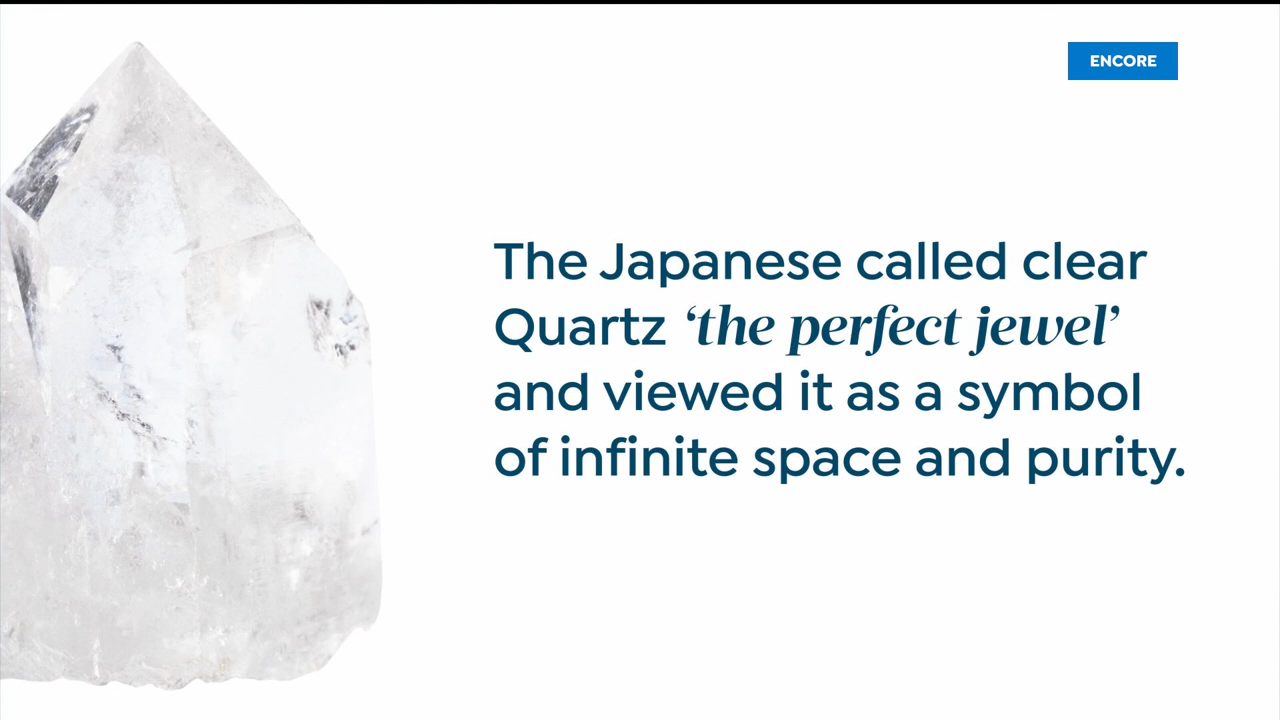 ENCORE
The Japanese called clear
Quartz ‘the perfect jewel’
and viewed it as a symbol
of infinite space and purity.